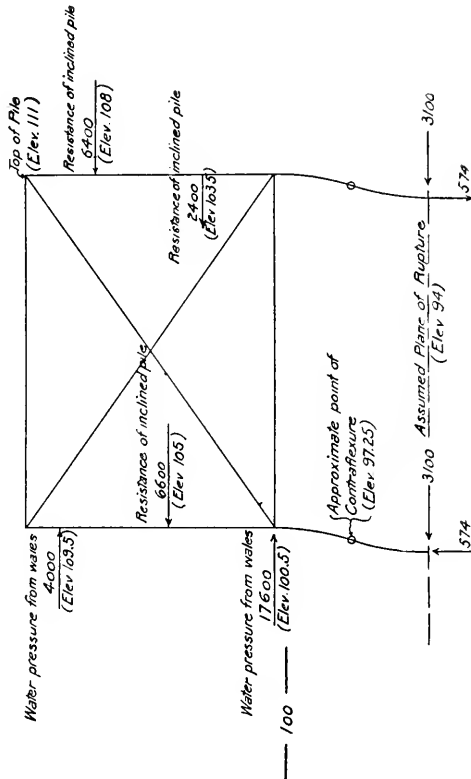 Top of Pile
(Elev. 111)
Resistance of inclined pile
6400
(Elev. 108)
Resistance of inclined pile
2400
(Elev 103.5)
Water pressure from wales
4000
(Elev 109.5)
Resistance of inclined pile
6600
(Elev 105)
Water pressure from wales
17600
(Elev. 100.5)
100
Approximate point of
Contraflexure
(Elev 97.25)
3100
Assumed Plane of Rupture
(Elev 94)
3100
574
574